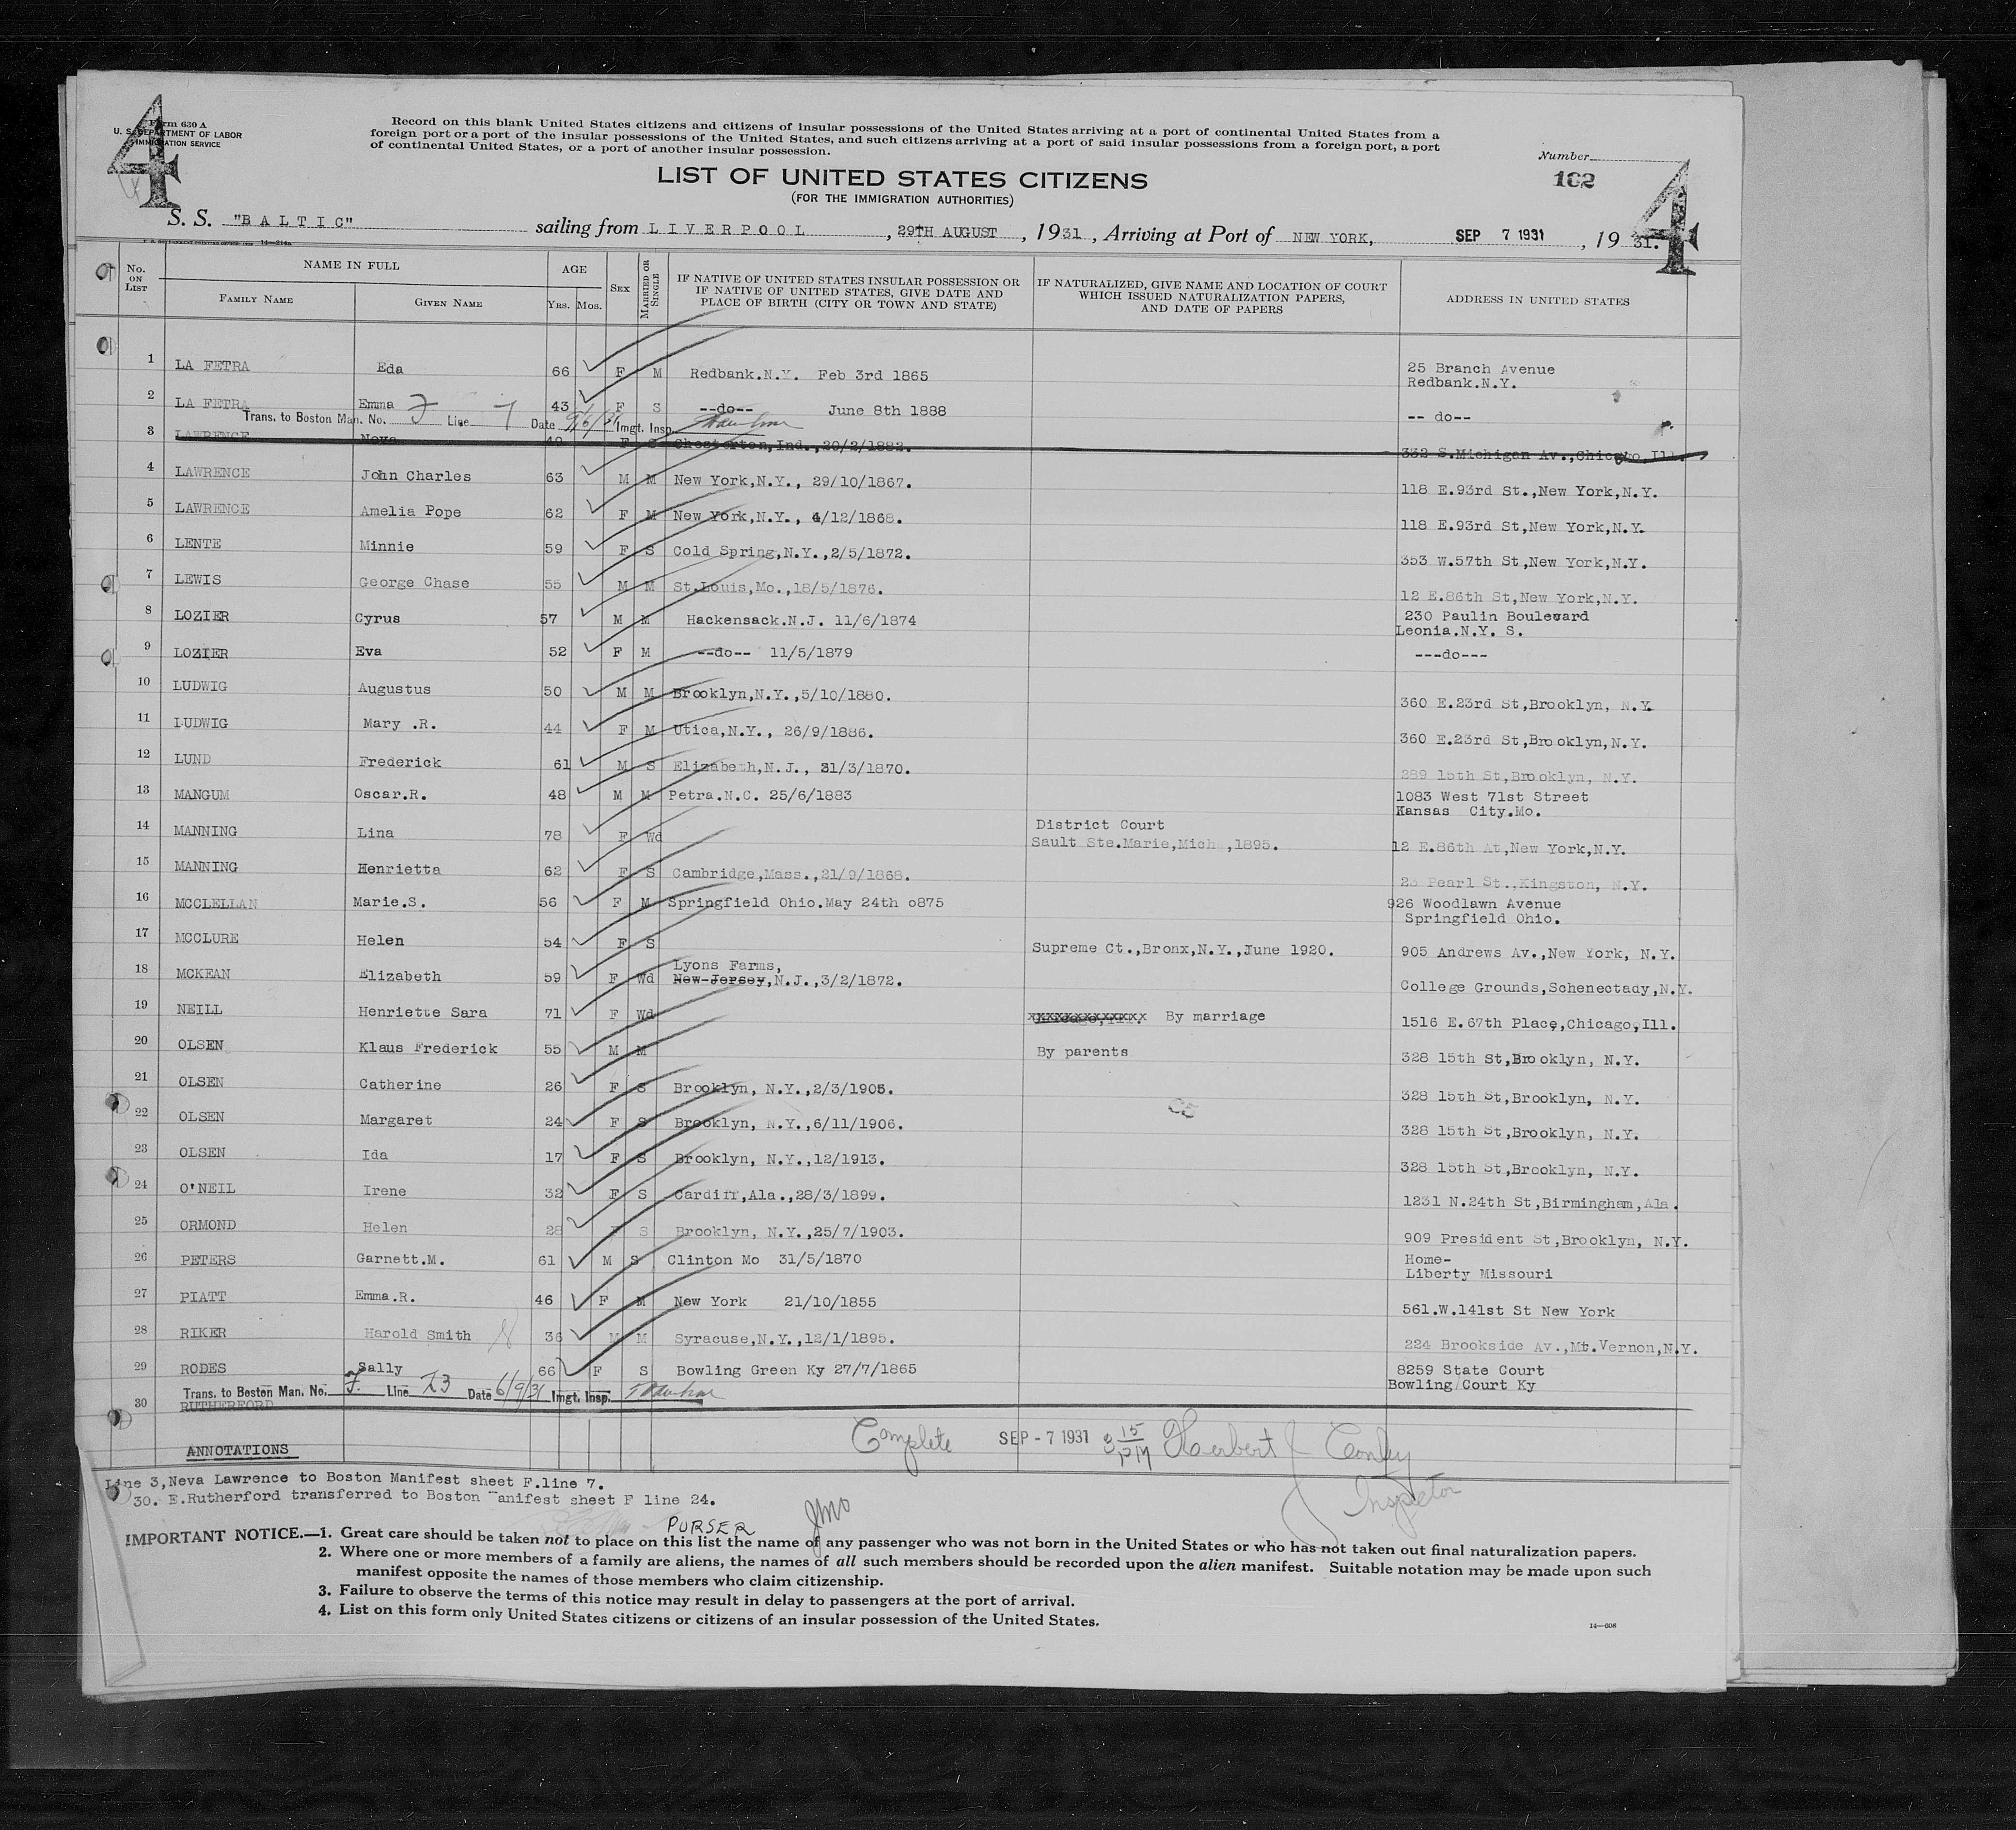 4
Form 630 A
U. S. DEPARTMENT OF LABOR
IMMIGRATION SERVICE
Record on this blank United States citizens and citizens of insular possessions of the United States arriving at a port of continental United States from a
foreign port or a port of the insular possessions of the United States, and such citizens arriving at a port of said insular possessions from a foreign port, a port
of continental United States, or a port of another insular possession.
Number
102
4
LIST OF UNITED STATES CITIZENS
(FOR THE IMMIGRATION AUTHORITIES)
S. S. "BALTIC" sailing from LIVERPOOL, 29TH AUGUST, 1931, Arriving at Port of NEW YORK, SEP 7 1931, 1931.
No. ON LIST
NAME IN FULL
FAMILY NAME
GIVEN NAME
AGE
YRS. MOS.
SEX
MARRIED OR SINGLE
IF NATIVE OF UNITED STATES INSULAR POSSESSION OR
IF NATIVE OF UNITED STATES, GIVE DATE AND
PLACE OF BIRTH (CITY OR TOWN AND STATE)
IF NATURALIZED, GIVE NAME AND LOCATION OF COURT
WHICH ISSUED NATURALIZATION PAPERS,
AND DATE OF PAPERS
ADDRESS IN UNITED STATES
1 LA FETRA Eda 66 F M Redbank.N.Y. Feb 3rd 1865 25 Branch Avenue
Redbank.N.Y.
2 LA FETRA Emma 43 F S --do-- June 8th 1888 -- do--
Trans. to Boston Man. No. F Line 7 Date 9/6/31 Imgt. Insp.
3 LAWRENCE Neva 49 F S Chesterton,Ind.,20/2/1882. 332 S.Michigan Av.,Chicago,Ill.
4 LAWRENCE John Charles 63 M M New York,N.Y., 29/10/1867. 118 E.93rd St.,New York,N.Y.
5 LAWRENCE Amelia Pope 62 F M New York,N.Y., 4/12/1868. 118 E.93rd St,New York,N.Y.
6 LENTE Minnie 59 F S Cold Spring,N.Y.,2/5/1872. 353 W.57th St,New York,N.Y.
7 LEWIS George Chase 55 M M St.Louis,Mo.,18/5/1876. 12 E.86th St,New York,N.Y.
8 LOZIER Cyrus 57 M M Hackensack.N.J. 11/6/1874 230 Paulin Boulevard
Leonia.N.Y. S.
9 LOZIER Eva 52 F M --do-- 11/5/1879 ---do---
10 LUDWIG Augustus 50 M M Brooklyn,N.Y.,5/10/1880. 360 E.23rd St,Brooklyn, N.Y.
11 LUDWIG Mary .R. 44 F M Utica,N.Y., 26/9/1886. 360 E.23rd St,Brooklyn,N.Y.
12 LUND Frederick 61 M S Elizabeth,N.J., 31/3/1870. 289 15th St,Brooklyn, N.Y.
13 MANGUM Oscar.R. 48 M M Petra.N.C. 25/6/1883 1083 West 71st Street
Kansas City.Mo.
14 MANNING Lina 78 F Wd District Court
Sault Ste.Marie,Mich ,1895. 12 E.86th At,New York,N.Y.
15 MANNING Henrietta 62 F S Cambridge,Mass.,21/9/1868. Pearl St.,Kingston, N.Y.
16 MCCLELLAN Marie.S. 56 F M Springfield Ohio.May 24th o875 926 Woodlawn Avenue
Springfield Ohio.
17 MCCLURE Helen 54 F S Supreme Ct.,Bronx,N.Y.,June 1920. 905 Andrews Av.,New York, N.Y.
18 MCKEAN Elizabeth 59 F Wd Lyons Farms,
New-Jersey,N.J.,3/2/1872. College Grounds,Schenectady,N.Y.
19 NEILL Henriette Sara 71 F Wd By marriage 1516 E.67th Place,Chicago,Ill.
20 OLSEN Klaus Frederick 55 M M By parents 328 15th St,Brooklyn, N.Y.
21 OLSEN Catherine 26 F S Brooklyn, N.Y.,2/3/1905. 328 15th St,Brooklyn, N.Y.
22 OLSEN Margaret 24 F S Brooklyn, N.Y.,6/11/1906. 328 15th St,Brooklyn, N.Y.
23 OLSEN Ida 17 F S Brooklyn, N.Y.,12/1913. 328 15th St,Brooklyn, N.Y.
24 O'NEIL Irene 32 F S Cardiff,Ala.,28/3/1899. 1231 N.24th St,Birmingham,Ala.
25 ORMOND Helen 28 F S Brooklyn, N.Y.,25/7/1903. 909 President St,Brooklyn, N.Y.
26 PETERS Garnett.M. 61 M S Clinton Mo 31/5/1870 Home-
Liberty Missouri
27 PIATT Emma.R. 46 F M New York 21/10/1855 561.W.141st St New York
28 RIKER Harold Smith 36 M M Syracuse,N.Y.,12/1/1895. 224 Brookside Av.,Mt.Vernon,N.Y.
29 RODES Sally 66 F S Bowling Green Ky 27/7/1865 8259 State Court
Bowling Court Ky
Trans. to Boston Man. No. F. Line 23 Date 6/9/31 Imgt. Insp.
30 RUTHERFORD
Complete SEP - 7 1931 3 15 PM Herbert J Conley
Inspector
ANNOTATIONS
Line 3,Neva Lawrence to Boston Manifest sheet F.line 7.
30. E.Rutherford transferred to Boston anifest sheet F line 24.
PURSER
IMPORTANT NOTICE.—1. Great care should be taken not to place on this list the name of any passenger who was not born in the United States or who has not taken out final naturalization papers.
2. Where one or more members of a family are aliens, the names of all such members should be recorded upon the alien manifest. Suitable notation may be made upon such
manifest opposite the names of those members who claim citizenship.
3. Failure to observe the terms of this notice may result in delay to passengers at the port of arrival.
4. List on this form only United States citizens or citizens of an insular possession of the United States.
14—608